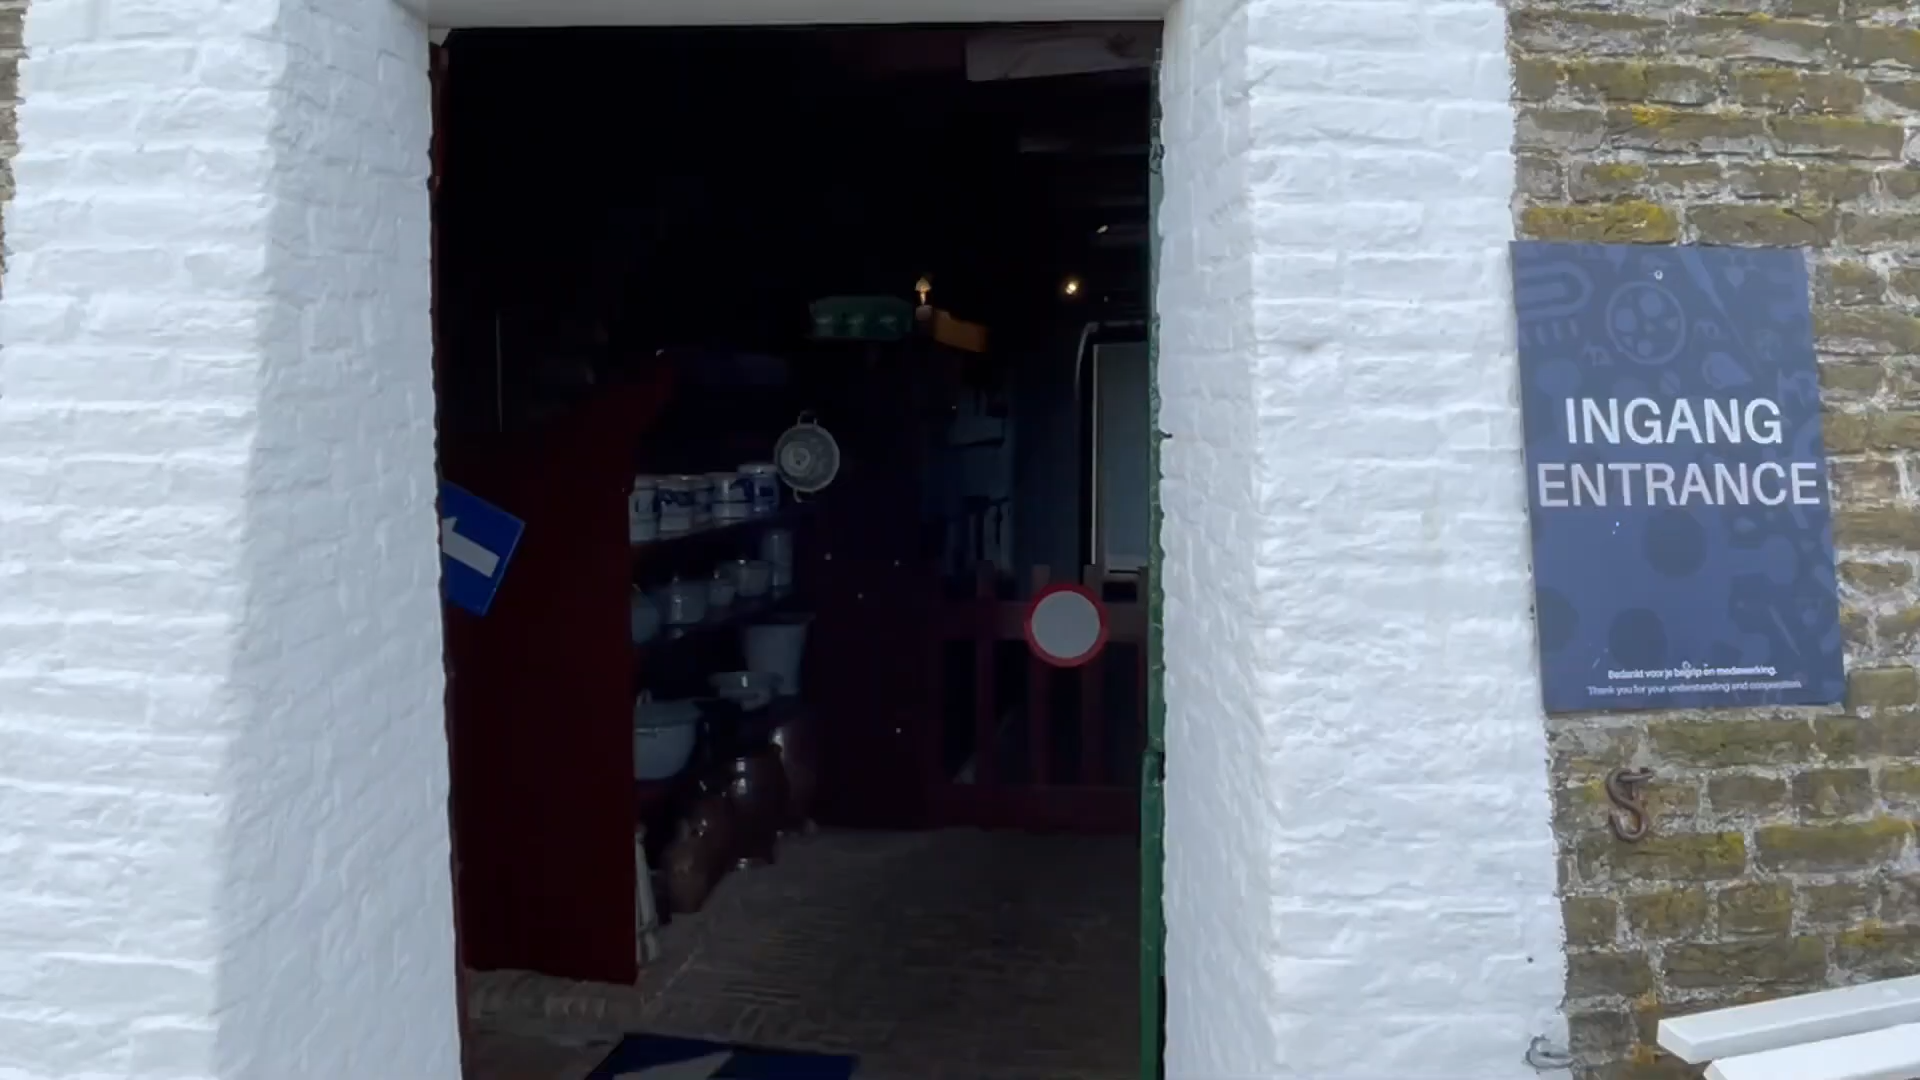 INGANG
ENTRANCE
Bedankt voor je begrip en medewerking.
Thank you for your understanding and cooperation.